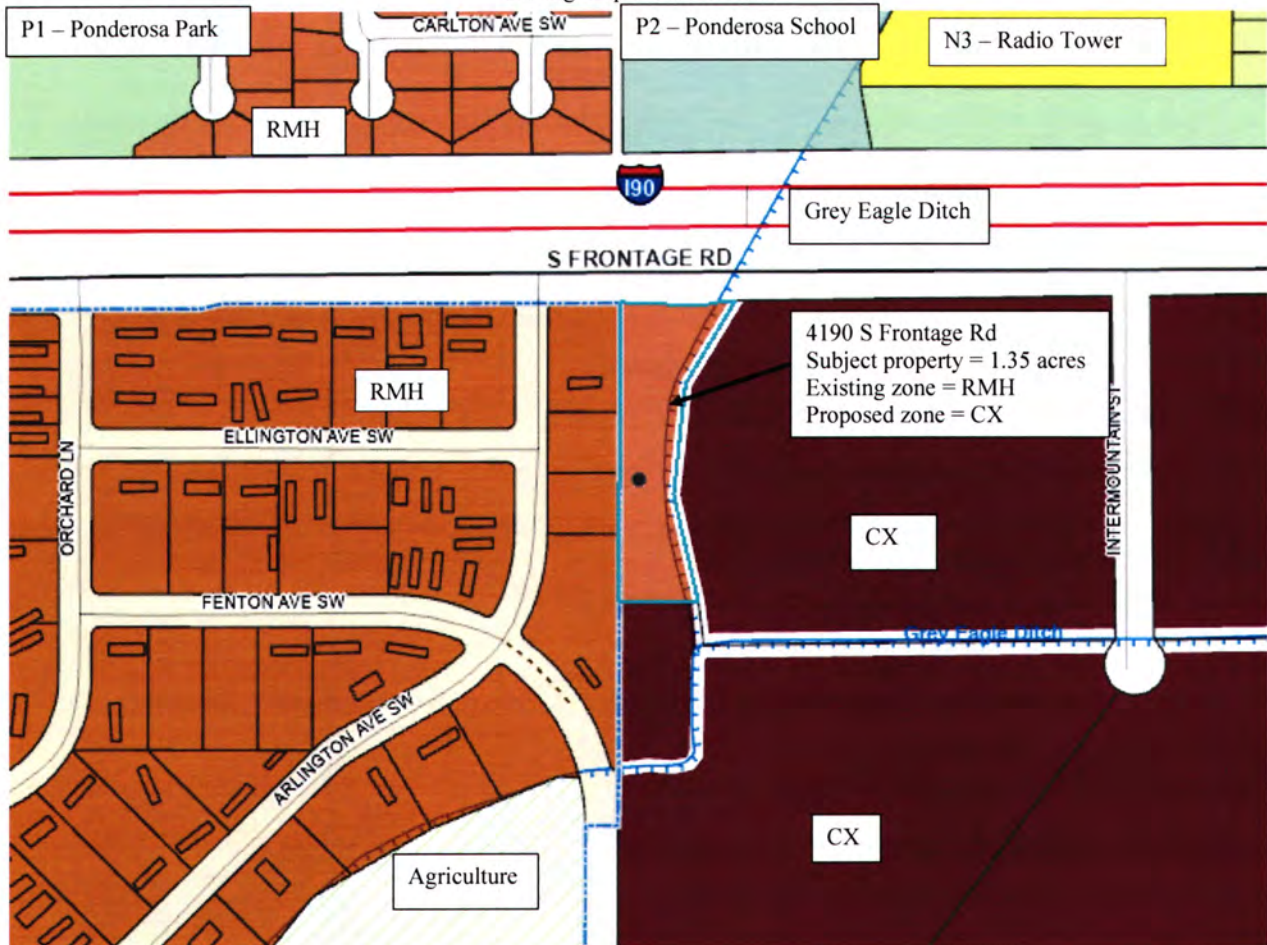 P1 – Ponderosa Park
CARLTON AVE SW
P2 – Ponderosa School
N3 – Radio Tower
RMH
190
Grey Eagle Ditch
S FRONTAGE RD
4190 S Frontage Rd
Subject property = 1.35 acres
Existing zone = RMH
Proposed zone = CX
RMH
ELLINGTON AVE SW
ORCHARD LN
INTERMOUNTAIN ST
CX
FENTON AVE SW
Grey Eagle Ditch
ARLINGTON AVE SW
CX
Agriculture